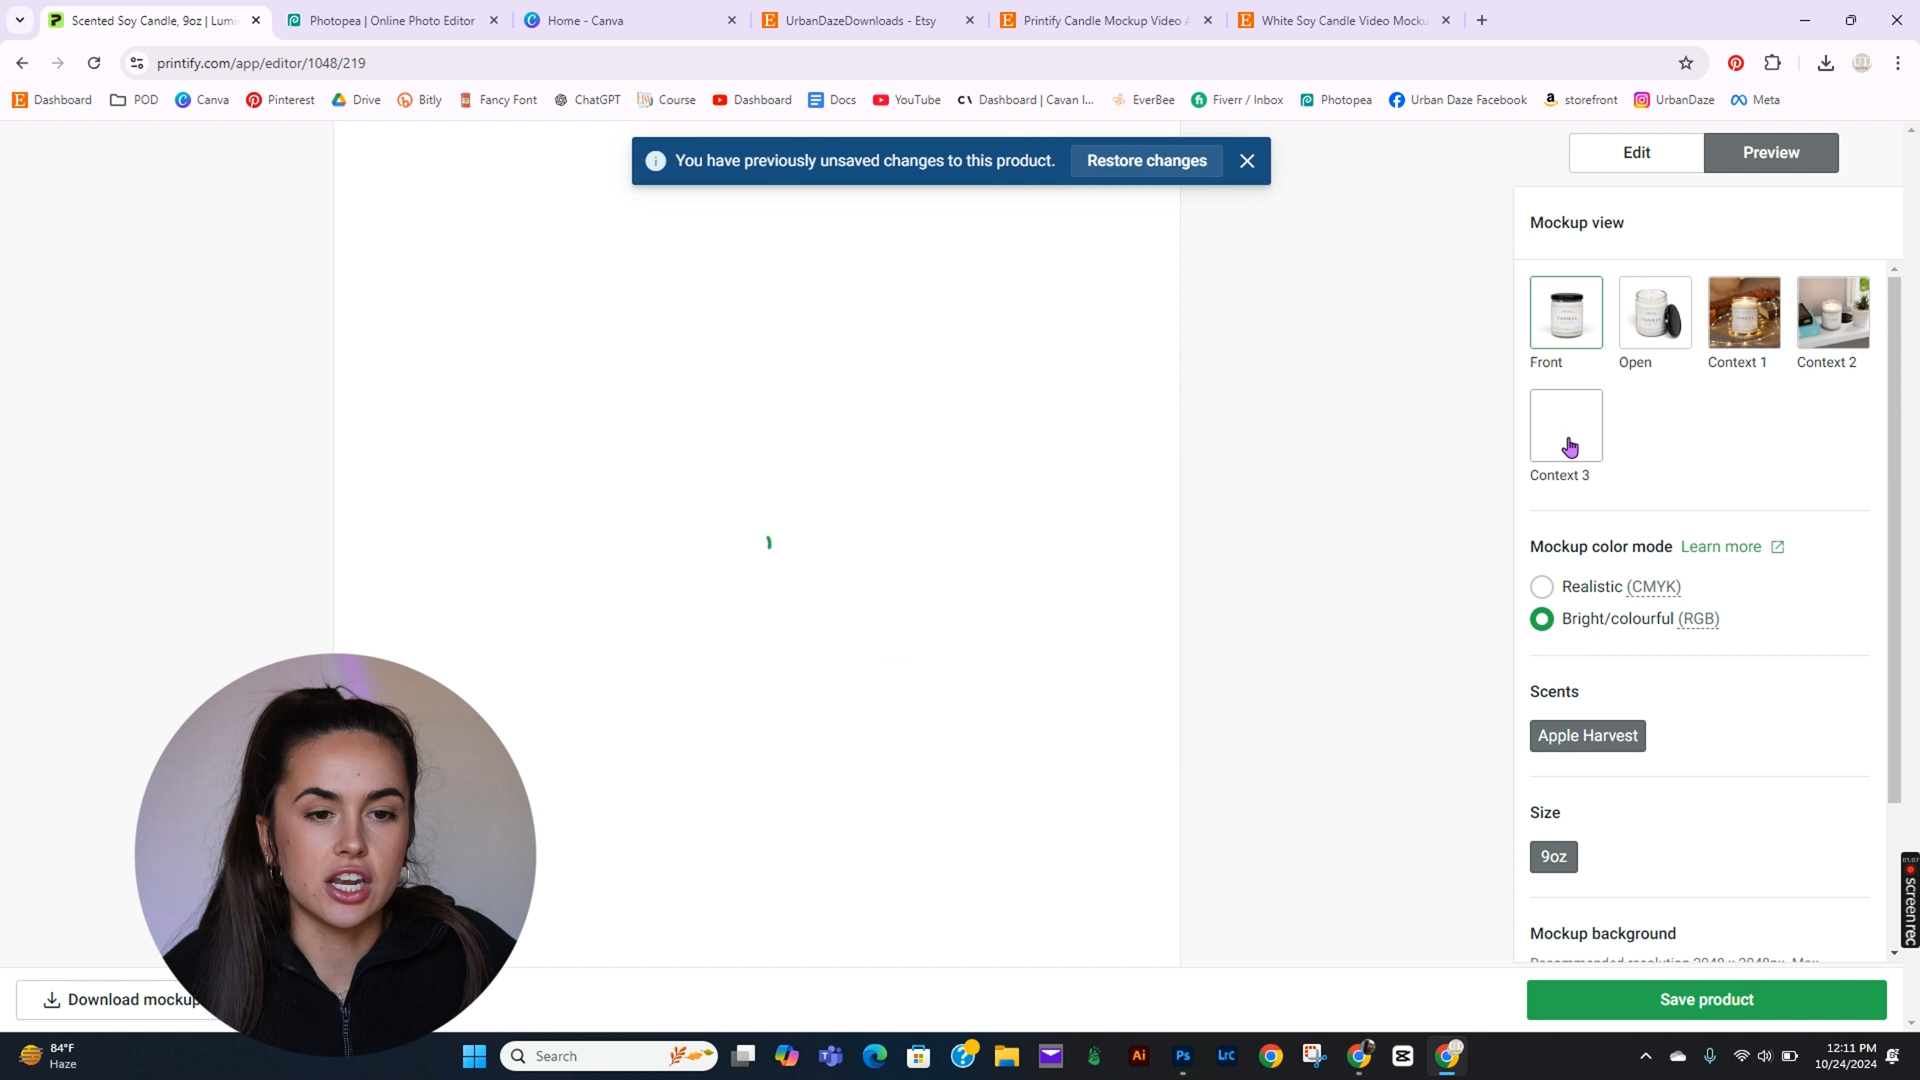 Scented Soy Candle, 9oz | Lumi
Photopea | Online Photo Editor
Home - Canva
UrbanDazeDownloads - Etsy
Printify Candle Mockup Video A
White Soy Candle Video Mocku
printify.com/app/editor/1048/219
Dashboard
POD
Canva
Pinterest
Drive
Bitly
Fancy Font
ChatGPT
Course
Dashboard
Docs
YouTube
Dashboard | Cavan I...
EverBee
Fiverr / Inbox
Photopea
Urban Daze Facebook
storefront
UrbanDaze
Meta
You have previously unsaved changes to this product.
Restore changes
Edit
Preview
Mockup view
Front
Open
Context 1
Context 2
Context 3
Mockup color mode Learn more
Realistic (CMYK)
Bright/colourful (RGB)
Scents
Apple Harvest
Size
9oz
Mockup background
Download mockup
Save product
screenrec
84°F
Haze
Search
Ai
Ps
Lrc
12:11 PM
10/24/2024